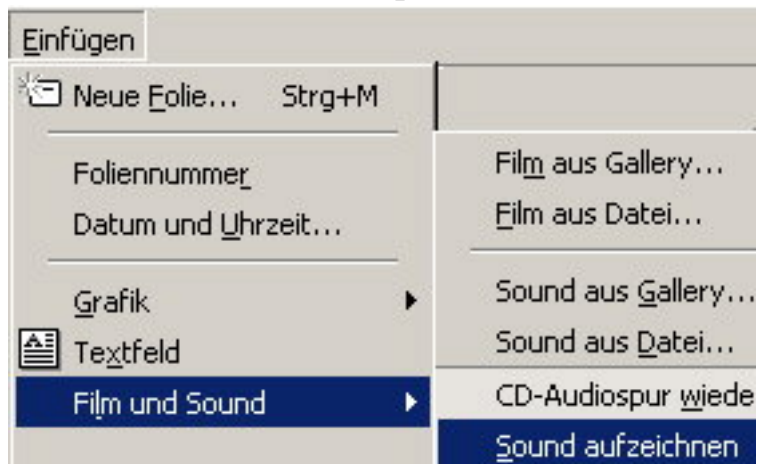 Einfügen
Neue Folie... Strg+M
Foliennummer
Datum und Uhrzeit...
Grafik
Textfeld
Film und Sound
Film aus Gallery...
Film aus Datei...
Sound aus Gallery...
Sound aus Datei...
CD-Audiospur wiede
Sound aufzeichnen